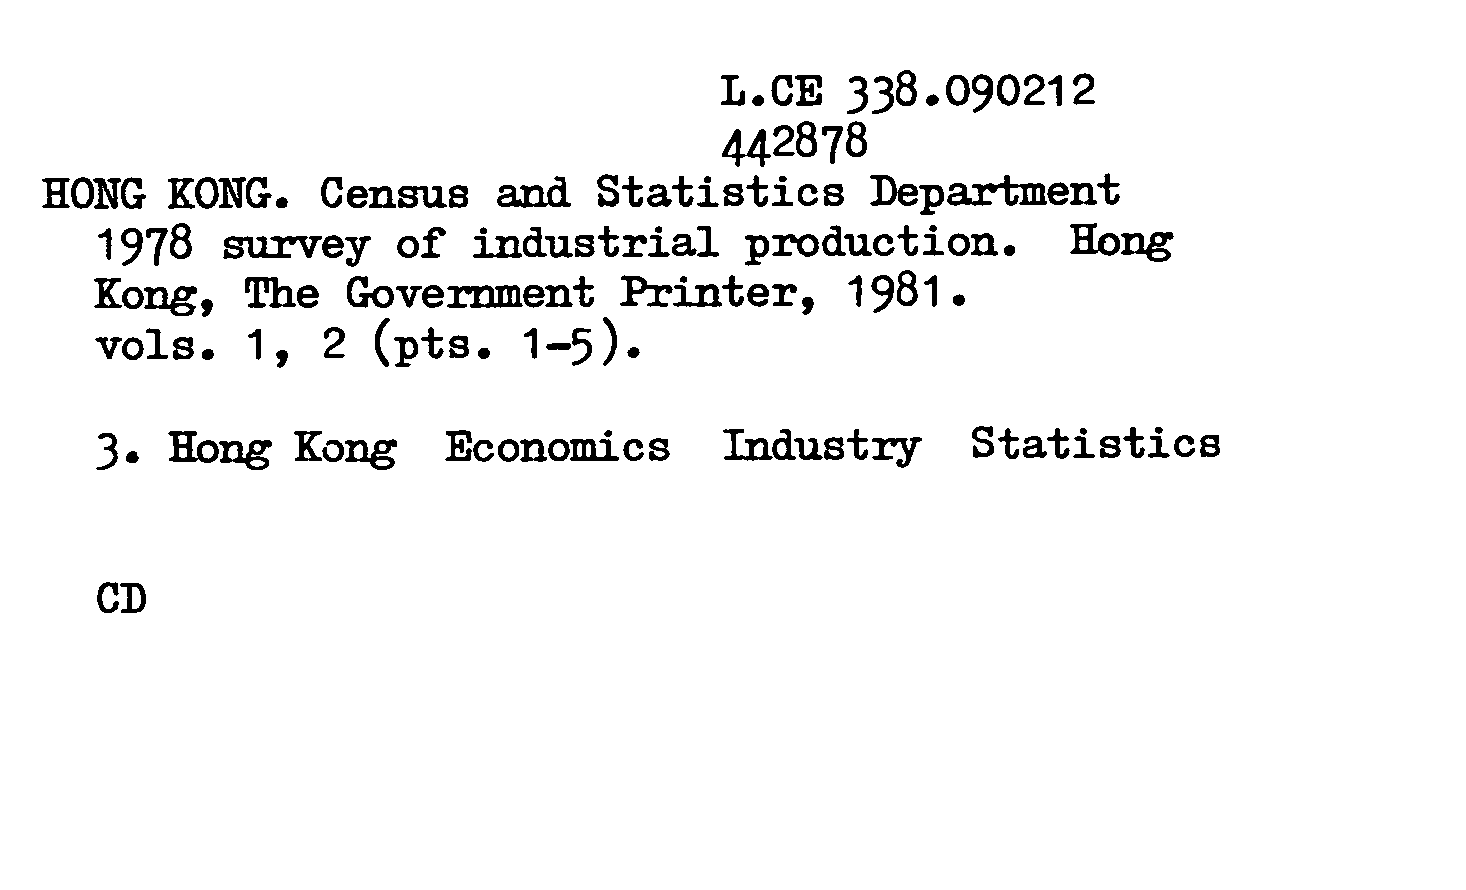 L.CE 338.090212
442878
HONG KONG. Census and Statistics Department
1978 survey of industrial production. Hong
Kong, The Government Printer, 1981.
vols. 1, 2 (pts. 1-5).
3. Hong Kong Economics Industry Statistics
CD